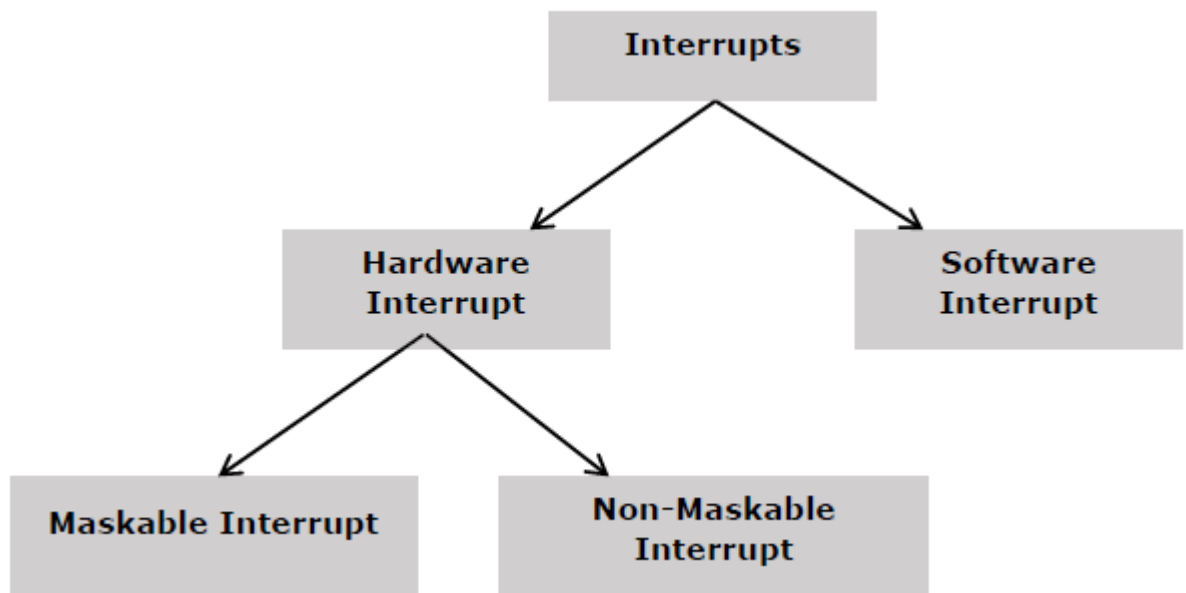 Interrupts
Hardware
Interrupt
Software
Interrupt
Maskable Interrupt
Non-Maskable
Interrupt